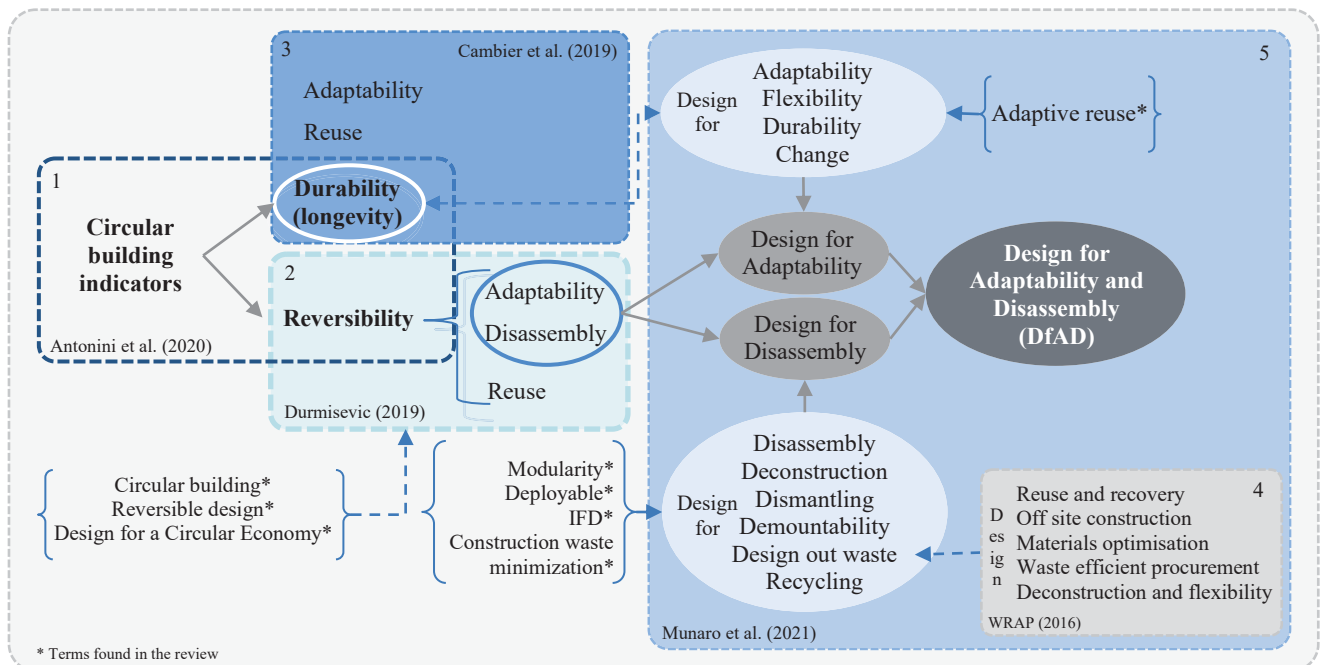 3
Cambier et al. (2019)
Adaptability
Reuse
Durability
(longevity)
1
Circular
building
indicators
Antonini et al. (2020)
2
Reversibility
Adaptability
Disassembly
Reuse
Durmisevic (2019)
Circular building*
Reversible design*
Design for a Circular Economy*
Modularity*
Deployable*
IFD*
Construction waste
minimization*
5
Design
for
Adaptability
Flexibility
Durability
Change
Adaptive reuse*
Design for
Adaptability
Design for
Disassembly
Design for
Adaptability and
Disassembly
(DfAD)
Design
for
Disassembly
Deconstruction
Dismantling
Demountability
Design out waste
Recycling
4
D
es
ig
n
Reuse and recovery
Off site construction
Materials optimisation
Waste efficient procurement
Deconstruction and flexibility
WRAP (2016)
Munaro et al. (2021)
* Terms found in the review